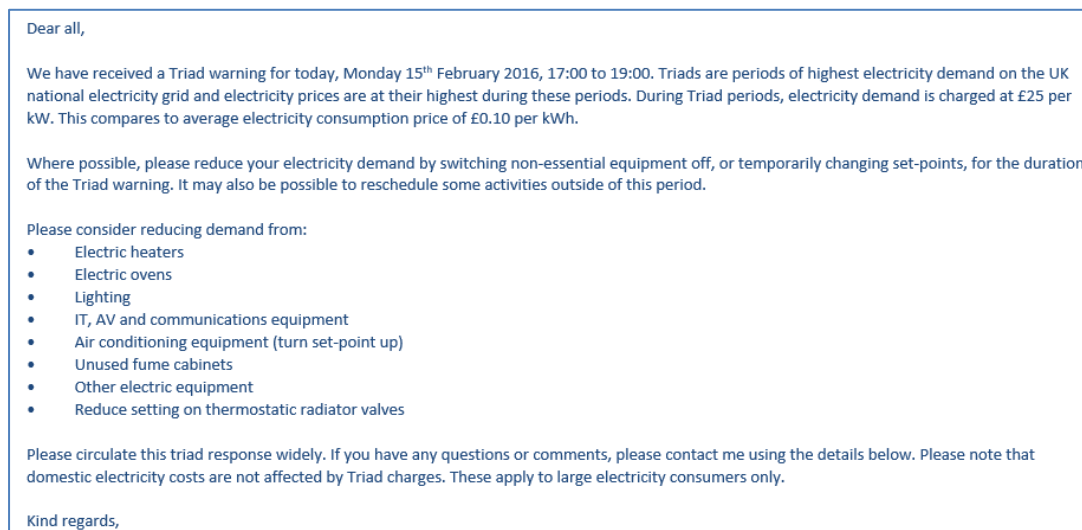 Dear all,
We have received a Triad warning for today, Monday 15th February 2016, 17:00 to 19:00. Triads are periods of highest electricity demand on the UK
national electricity grid and electricity prices are at their highest during these periods. During Triad periods, electricity demand is charged at £25 per
kW. This compares to average electricity consumption price of £0.10 per kWh.
Where possible, please reduce your electricity demand by switching non-essential equipment off, or temporarily changing set-points, for the duration
of the Triad warning. It may also be possible to reschedule some activities outside of this period.
Please consider reducing demand from:
• Electric heaters
• Electric ovens
• Lighting
• IT, AV and communications equipment
• Air conditioning equipment (turn set-point up)
• Unused fume cabinets
• Other electric equipment
• Reduce setting on thermostatic radiator valves
Please circulate this triad response widely. If you have any questions or comments, please contact me using the details below. Please note that
domestic electricity costs are not affected by Triad charges. These apply to large electricity consumers only.
Kind regards,